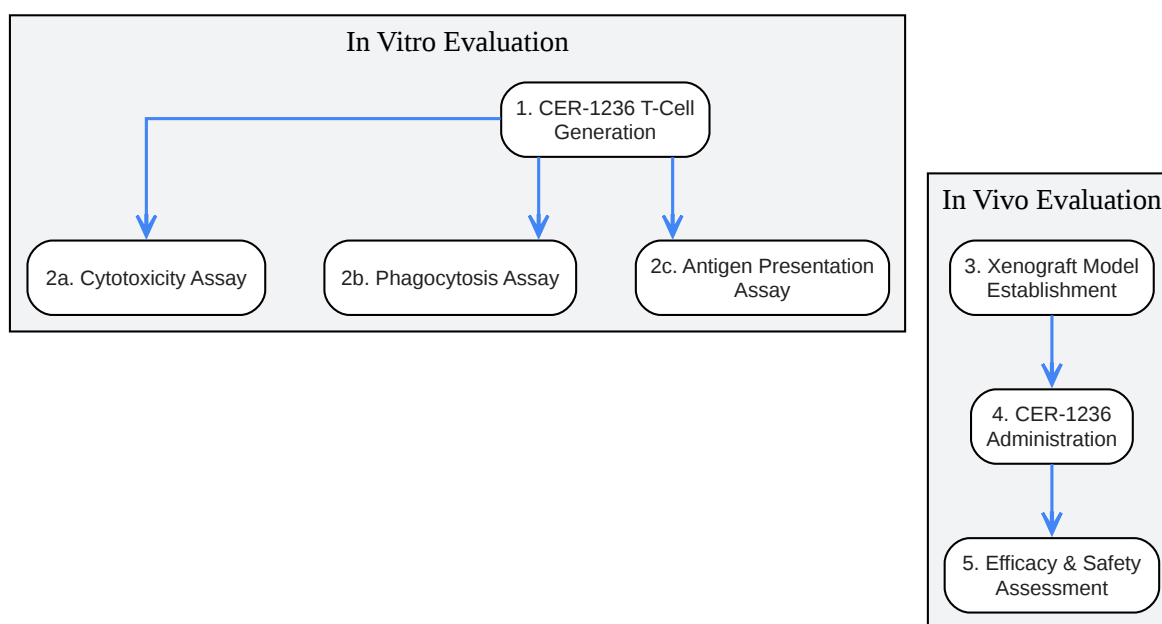 In Vitro Evaluation
1. CER-1236 T-Cell
Generation
2a. Cytotoxicity Assay
2b. Phagocytosis Assay
2c. Antigen Presentation
Assay
In Vivo Evaluation
3. Xenograft Model
Establishment
4. CER-1236
Administration
5. Efficacy & Safety
Assessment